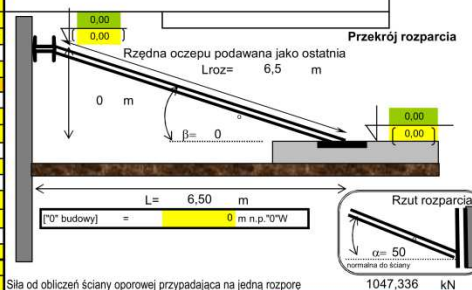 0,00
0,00
Przekrój rozparcia
Rzędna oczepu podawana jako ostatnia
Lroz= 6,5 m
0 m
0,00
0,00
β= 0
L= 6,50 m
["0" budowy] = 0 m n.p."0"W
Rzut rozparcia
α= 50
normalna do ściany
Siła od obliczeń ściany oporowej przypadająca na jedną rozporę 1047,336 kN